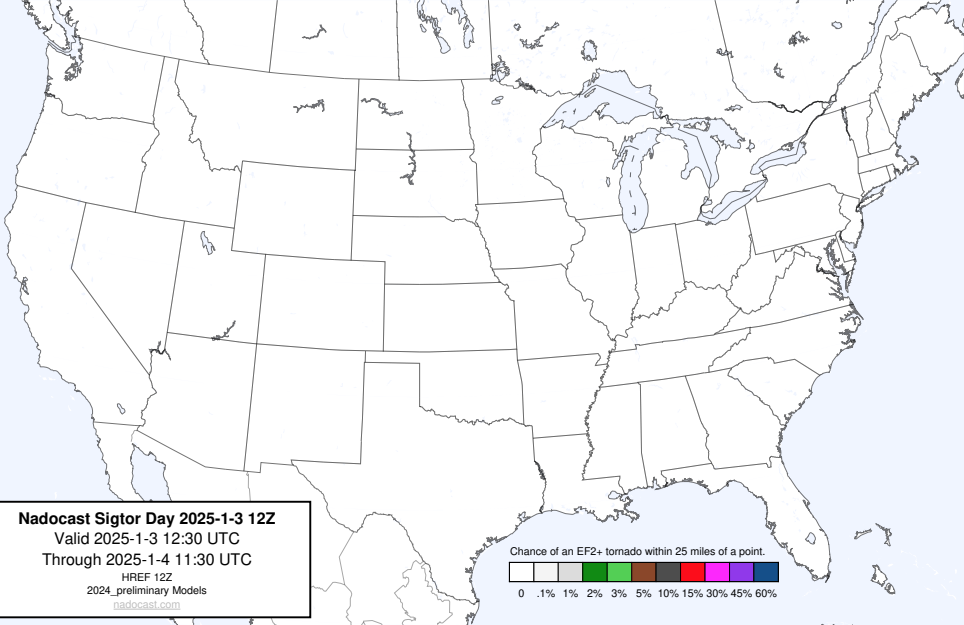 Nadocast Sigtor Day 2025-1-3 12Z
Valid 2025-1-3 12:30 UTC
Through 2025-1-4 11:30 UTC
HREF 12Z
2024_preliminary Models
nadocast.com
Chance of an EF2+ tornado within 25 miles of a point.
0 .1% 1% 2% 3% 5% 10% 15% 30% 45% 60%